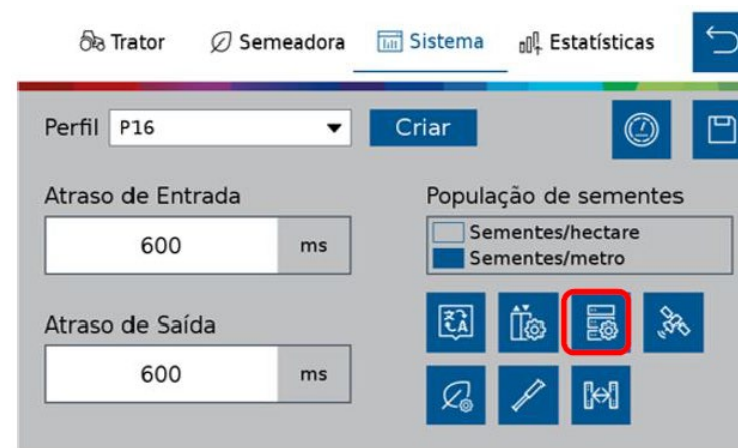 Trator Semeadora Sistema Estatísticas
Perfil P16 Criar
Atraso de Entrada
600 ms
População de sementes
Sementes/hectare
Sementes/metro
Atraso de Saída
600 ms